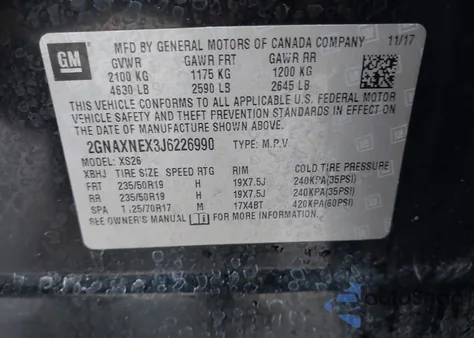 GM
MFD BY GENERAL MOTORS OF CANADA COMPANY 11/17
GVWR GAWR FRT GAWR RR
2100 KG 1175 KG 1200 KG
4630 LB 2590 LB 2645 LB
THIS VEHICLE CONFORMS TO ALL APPLICABLE U.S. FEDERAL MOTOR
VEHICLE SAFETY AND THEFT PREVENTION STANDARDS IN EFFECT ON
THE DATE OF MANUFACTURE SHOWN ABOVE.
2GNAXNEX3J6226990 TYPE: M.P.V
MODEL: XS26
XBHJ TIRE SIZE SPEED RTG RIM COLD TIRE PRESSURE
FRT 235/50R19 H 19X7.5J 240KPA(35PSI)
RR 235/50R19 H 19X7.5J 240KPA(35PSI)
SPA T125/70R17 M 17X4BT 420KPA(60PSI)
SEE OWNER'S MANUAL FOR MORE INFORMATION